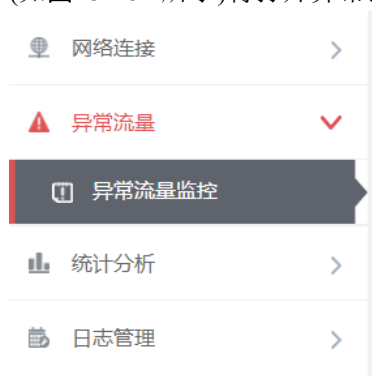 网络连接
异常流量
异常流量监控
统计分析
日志管理